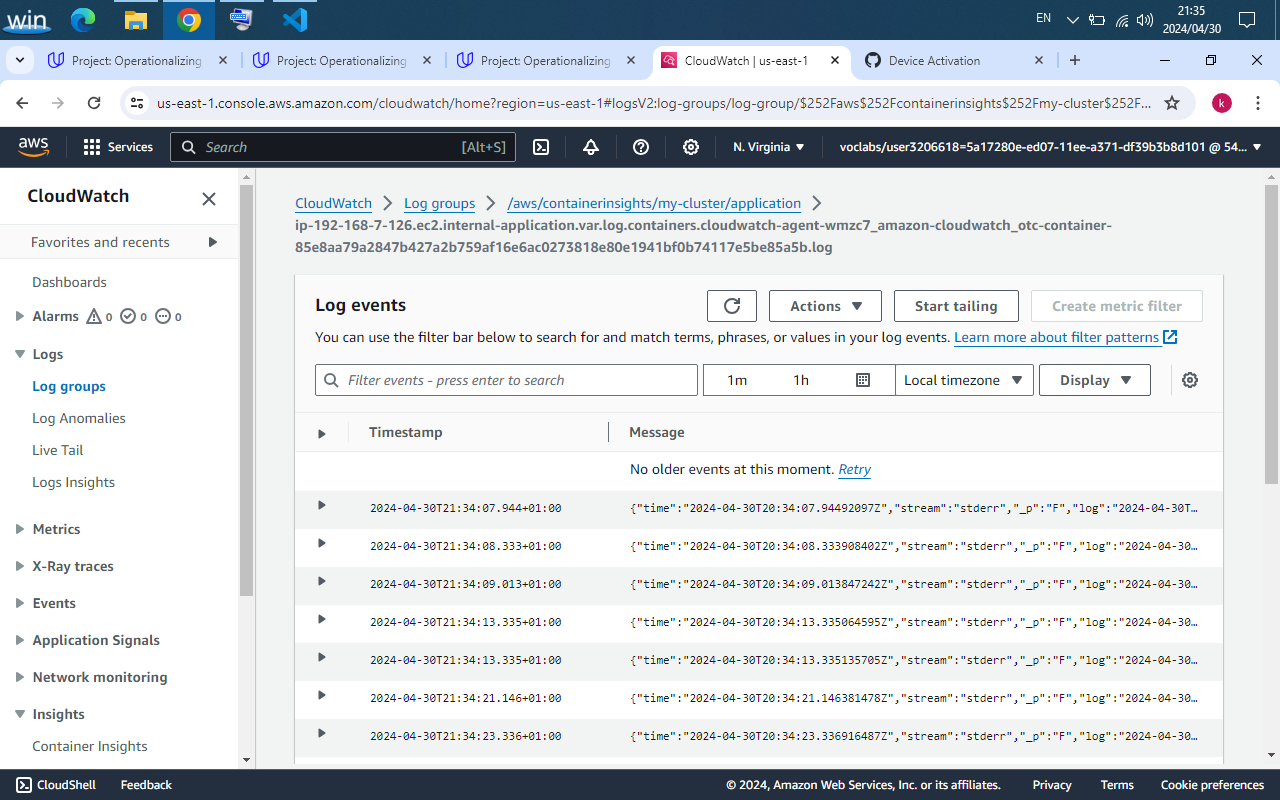 win
EN
21:35
2024/04/30
Project: Operationalizing
Project: Operationalizing
Project: Operationalizing
CloudWatch | us-east-1
Device Activation
us-east-1.console.aws.amazon.com/cloudwatch/home?region=us-east-1#logsV2:log-groups/log-group/$252Faws$252Fcontainerinsights$252Fmy-cluster$252F...
k
aws
Services
Search
[Alt+S]
N. Virginia
voclabs/user3206618=5a17280e-ed07-11ee-a371-df39b3b8d101 @ 54...
CloudWatch
Favorites and recents
Dashboards
Alarms 0 0 0
Logs
Log groups
Log Anomalies
Live Tail
Logs Insights
Metrics
X-Ray traces
Events
Application Signals
Network monitoring
Insights
Container Insights
CloudWatch
Log groups
/aws/containerinsights/my-cluster/application
ip-192-168-7-126.ec2.internal-application.var.log.containers.cloudwatch-agent-wmzc7_amazon-cloudwatch_otc-container-
85e8aa79a2847b427a2b759af16e6ac0273818e80e1941bf0b74117e5be85a5b.log
Log events
Actions
Start tailing
Create metric filter
You can use the filter bar below to search for and match terms, phrases, or values in your log events. Learn more about filter patterns
Filter events - press enter to search
1m
1h
Local timezone
Display
Timestamp
Message
No older events at this moment. Retry
2024-04-30T21:34:07.944+01:00 {"time":"2024-04-30T20:34:07.94492097Z","stream":"stderr","_p":"F","log":"2024-04-30T...
2024-04-30T21:34:08.333+01:00 {"time":"2024-04-30T20:34:08.333908402Z","stream":"stderr","_p":"F","log":"2024-04-30...
2024-04-30T21:34:09.013+01:00 {"time":"2024-04-30T20:34:09.013847242Z","stream":"stderr","_p":"F","log":"2024-04-30...
2024-04-30T21:34:13.335+01:00 {"time":"2024-04-30T20:34:13.335064595Z","stream":"stderr","_p":"F","log":"2024-04-30...
2024-04-30T21:34:13.335+01:00 {"time":"2024-04-30T20:34:13.335135705Z","stream":"stderr","_p":"F","log":"2024-04-30...
2024-04-30T21:34:21.146+01:00 {"time":"2024-04-30T20:34:21.146381478Z","stream":"stderr","_p":"F","log":"2024-04-30...
2024-04-30T21:34:23.336+01:00 {"time":"2024-04-30T20:34:23.336916487Z","stream":"stderr","_p":"F","log":"2024-04-30...
CloudShell
Feedback
© 2024, Amazon Web Services, Inc. or its affiliates.
Privacy
Terms
Cookie preferences